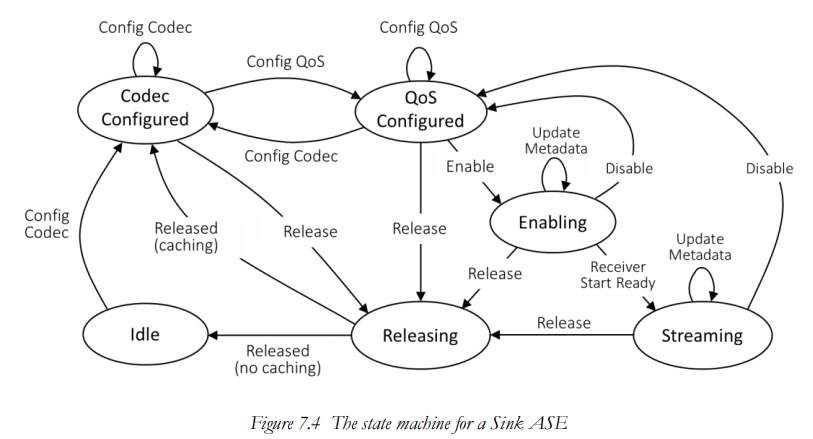 Config Codec
Config QoS
Config QoS
Codec
Configured
QoS
Configured
Config Codec
Enable
Update
Metadata
Disable
Disable
Config
Codec
Released
(caching)
Release
Release
Enabling
Release
Receiver
Start Ready
Update
Metadata
Idle
Released
(no caching)
Releasing
Release
Streaming
Figure 7.4 The state machine for a Sink ASE